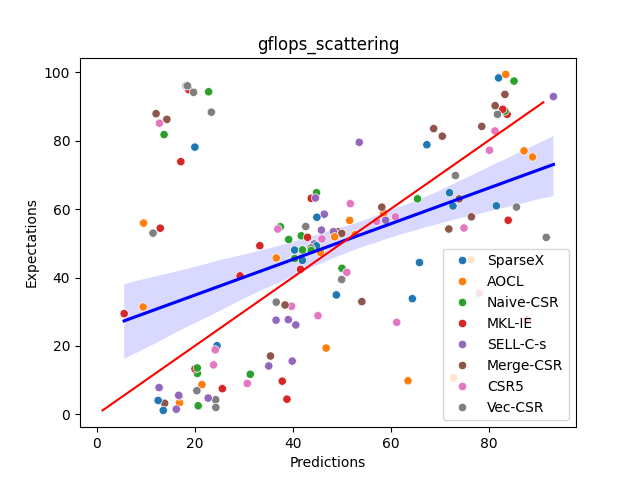 gflops_scattering
Expectations
100
80
60
40
20
0
0 20 40 60 80
Predictions
SparseX
AOCL
Naive-CSR
MKL-IE
SELL-C-s
Merge-CSR
CSR5
Vec-CSR